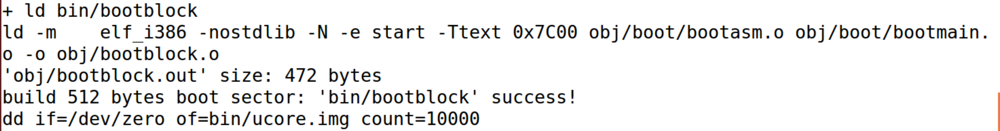 + ld bin/bootblock
ld -m    elf_i386 -nostdlib -N -e start -Ttext 0x7C00 obj/boot/bootasm.o obj/boot/bootmain.
o -o obj/bootblock.o
'obj/bootblock.out' size: 472 bytes
build 512 bytes boot sector: 'bin/bootblock' success!
dd if=/dev/zero of=bin/ucore.img count=10000